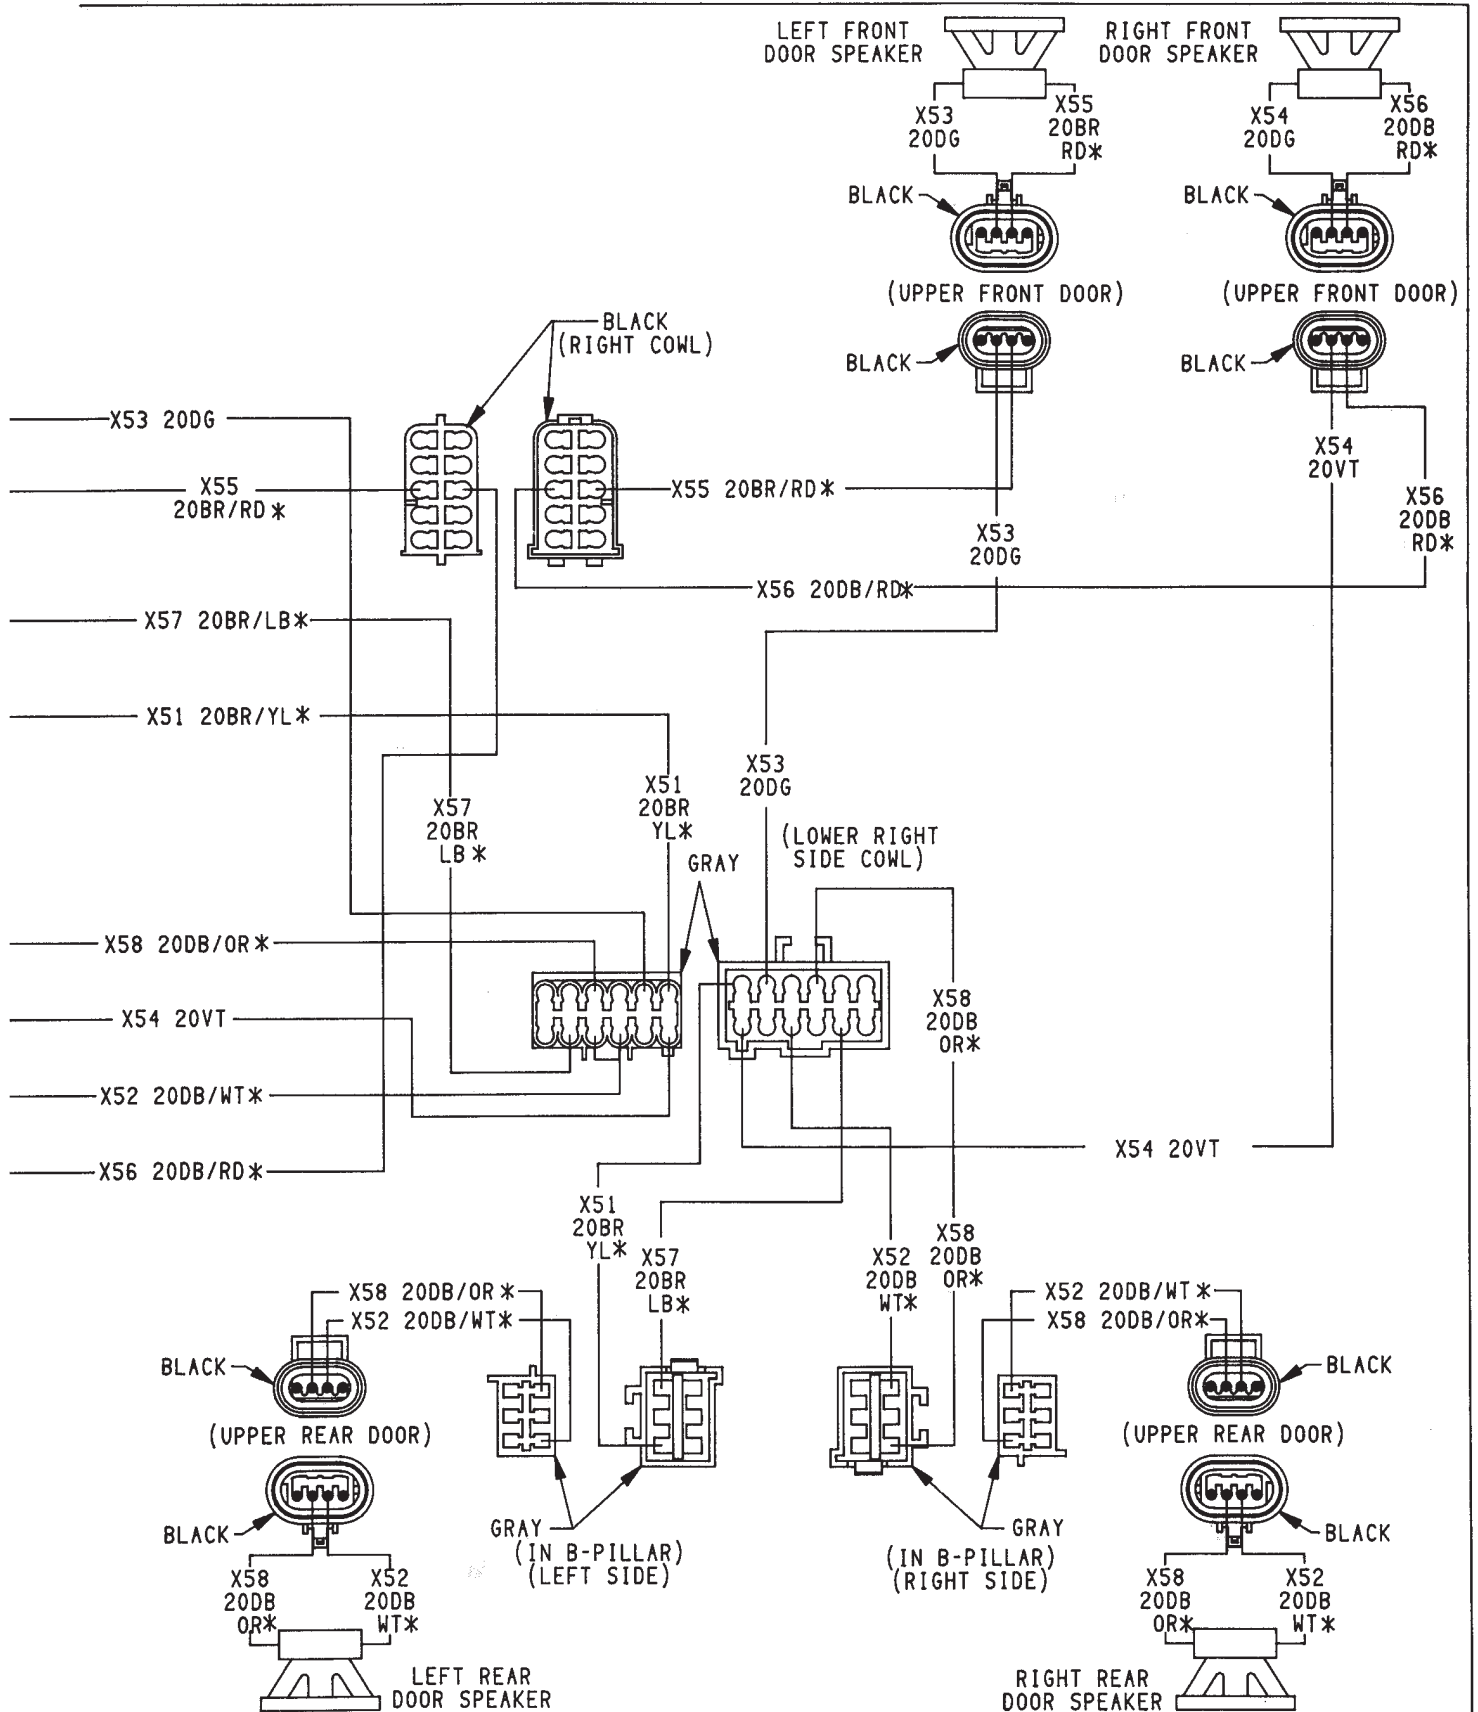 LEFT FRONT
DOOR SPEAKER
RIGHT FRONT
DOOR SPEAKER
X53
20DG
X55
20BR
RD*
X54
20DG
X56
20DB
RD*
BLACK
BLACK
(UPPER FRONT DOOR)
(UPPER FRONT DOOR)
BLACK
(RIGHT COWL)
BLACK
BLACK
X53 20DG
X55
20BR/RD*
X55 20BR/RD*
X54
20VT
X56
20DB
RD*
X53
20DG
X56 20DB/RD*
X57 20BR/LB*
X51 20BR/YL*
X53
20DG
X51
20BR
YL*
X57
20BR
LB*
(LOWER RIGHT
SIDE COWL)
GRAY
X58 20DB/OR*
X58
20DB
OR*
X54 20VT
X52 20DB/WT*
X54 20VT
X56 20DB/RD*
X51
20BR
YL*
X57
20BR
LB*
X52
20DB
WT*
X58
20DB
OR*
X58 20DB/OR*
X52 20DB/WT*
X52 20DB/WT*
X58 20DB/OR*
BLACK
BLACK
(UPPER REAR DOOR)
(UPPER REAR DOOR)
BLACK
GRAY
(IN B-PILLAR)
(LEFT SIDE)
GRAY
(IN B-PILLAR)
(RIGHT SIDE)
BLACK
X58
20DB
OR*
X52
20DB
WT*
X58
20DB
OR*
X52
20DB
WT*
LEFT REAR
DOOR SPEAKER
RIGHT REAR
DOOR SPEAKER